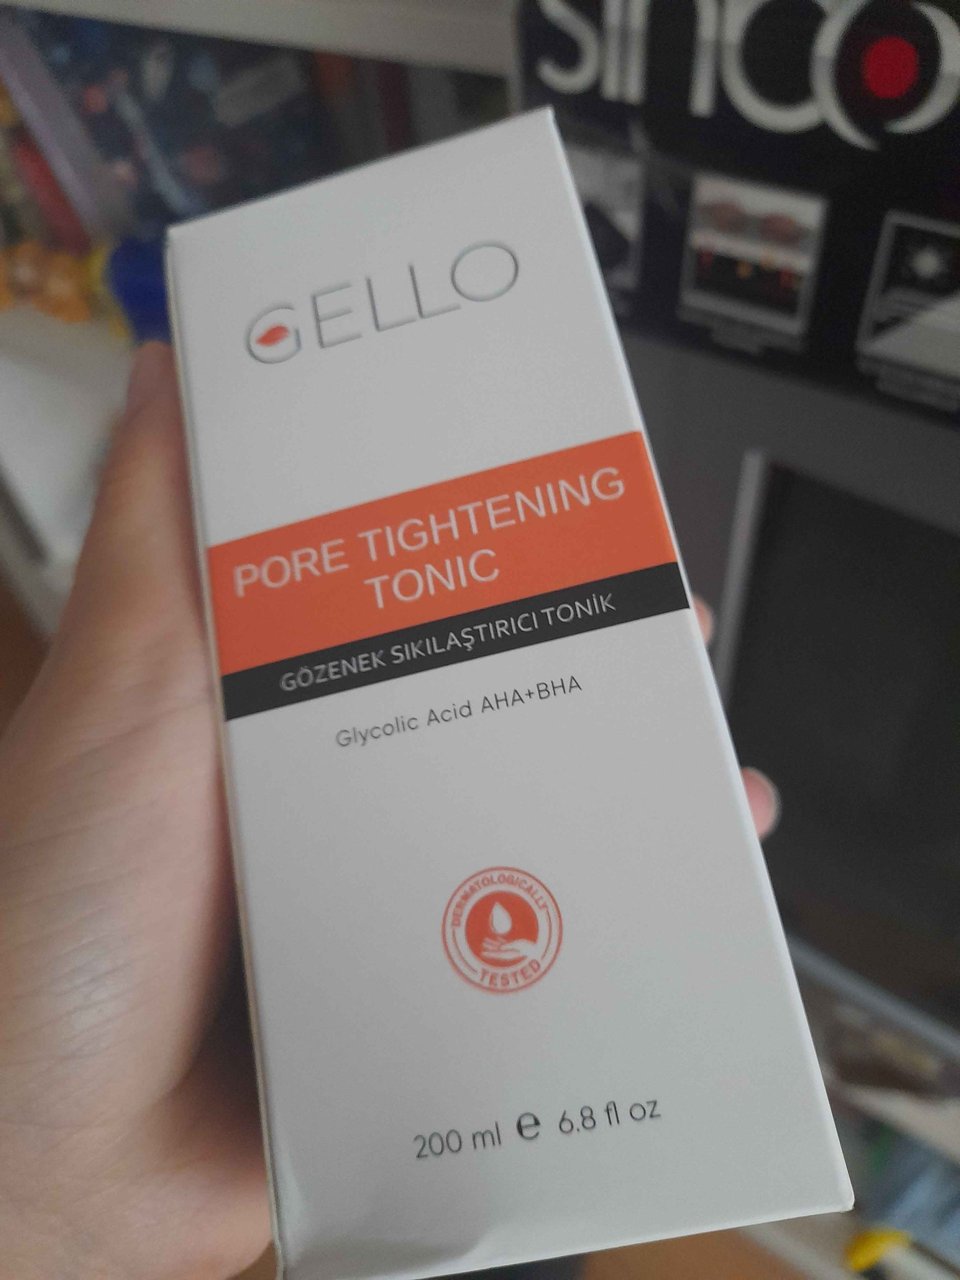 sinco
GELLO
PORE TIGHTENING
TONIC
GÖZENEK SIKILAŞTIRICI TONİK
Glycolic Acid AHA+BHA
DERMATOLOGICALLY
TESTED
200 ml e 6.8 fl oz